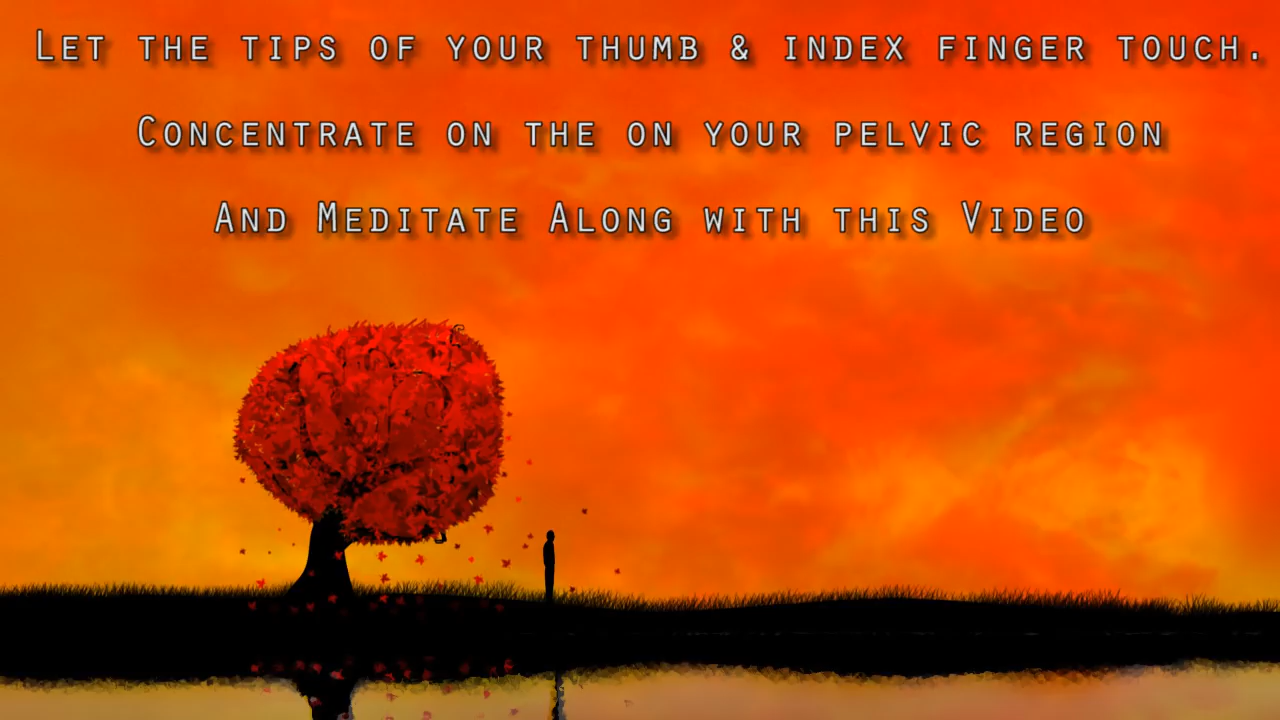 Let the tips of your thumb & index finger touch.
Concentrate on the on your pelvic region
And Meditate Along with this Video